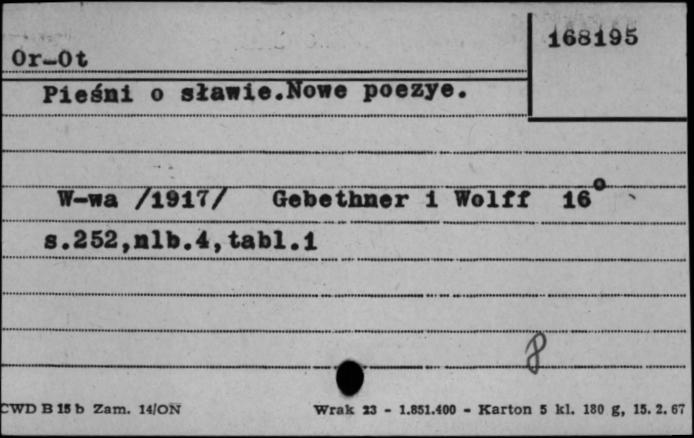 168195
Or-Ot
Pieśni o sławie.Nowe poezye.
W-wa /1917/ Gebethner i Wolff 16°
s.252,nlb.4,tabl.1
8
CWD B 15 b Zam. 14/ON Wrak 23 - 1.851.400 - Karton 5 kl. 180 g, 15. 2. 67